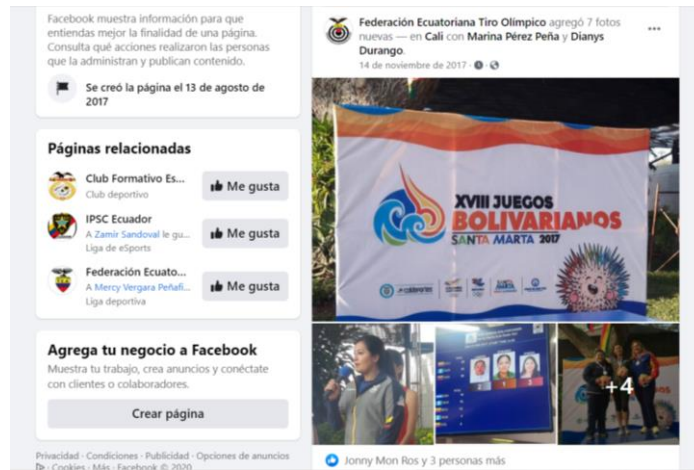 Facebook muestra información para que
entiendas mejor la finalidad de una página.
Consulta qué acciones realizaron las personas
que la administran y publican contenido.
Se creó la página el 13 de agosto de
2017
Páginas relacionadas
Club Formativo Es...
Club deportivo
Me gusta
IPSC Ecuador
A Zamir Sandoval le gu...
Liga de eSports
Me gusta
Federación Ecuato...
A Mercy Vergara Peñafi...
Liga deportiva
Me gusta
Agrega tu negocio a Facebook
Muestra tu trabajo, crea anuncios y conéctate
con clientes o colaboradores.
Crear página
Privacidad · Condiciones · Publicidad · Opciones de anuncios
· Cookies · Más · Facebook © 2020
Federación Ecuatoriana Tiro Olímpico agregó 7 fotos
nuevas — en Cali con Marina Pérez Peña y Dianys
Durango.
14 de noviembre de 2017 ·
XVIII JUEGOS
BOLIVARIANOS
SANTA MARTA 2017
+4
Jonny Mon Ros y 3 personas más